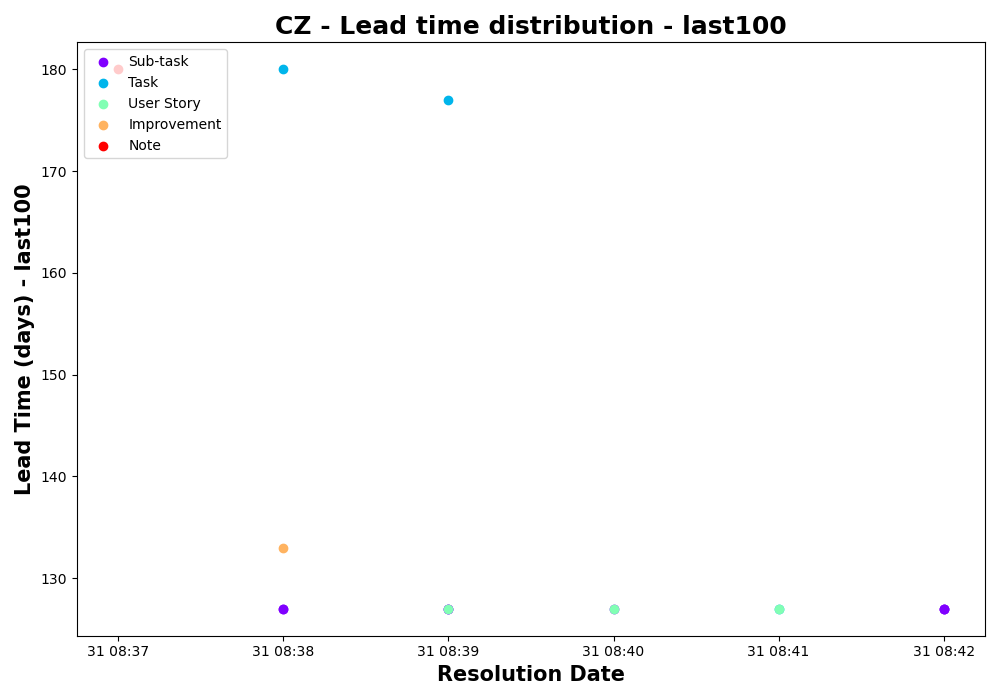 CZ - Lead time distribution - last100
Sub-task
Task
User Story
Improvement
Note
Lead Time (days) - last100
180
170
160
150
140
130
31 08:37
31 08:38
31 08:39
31 08:40
31 08:41
31 08:42
Resolution Date